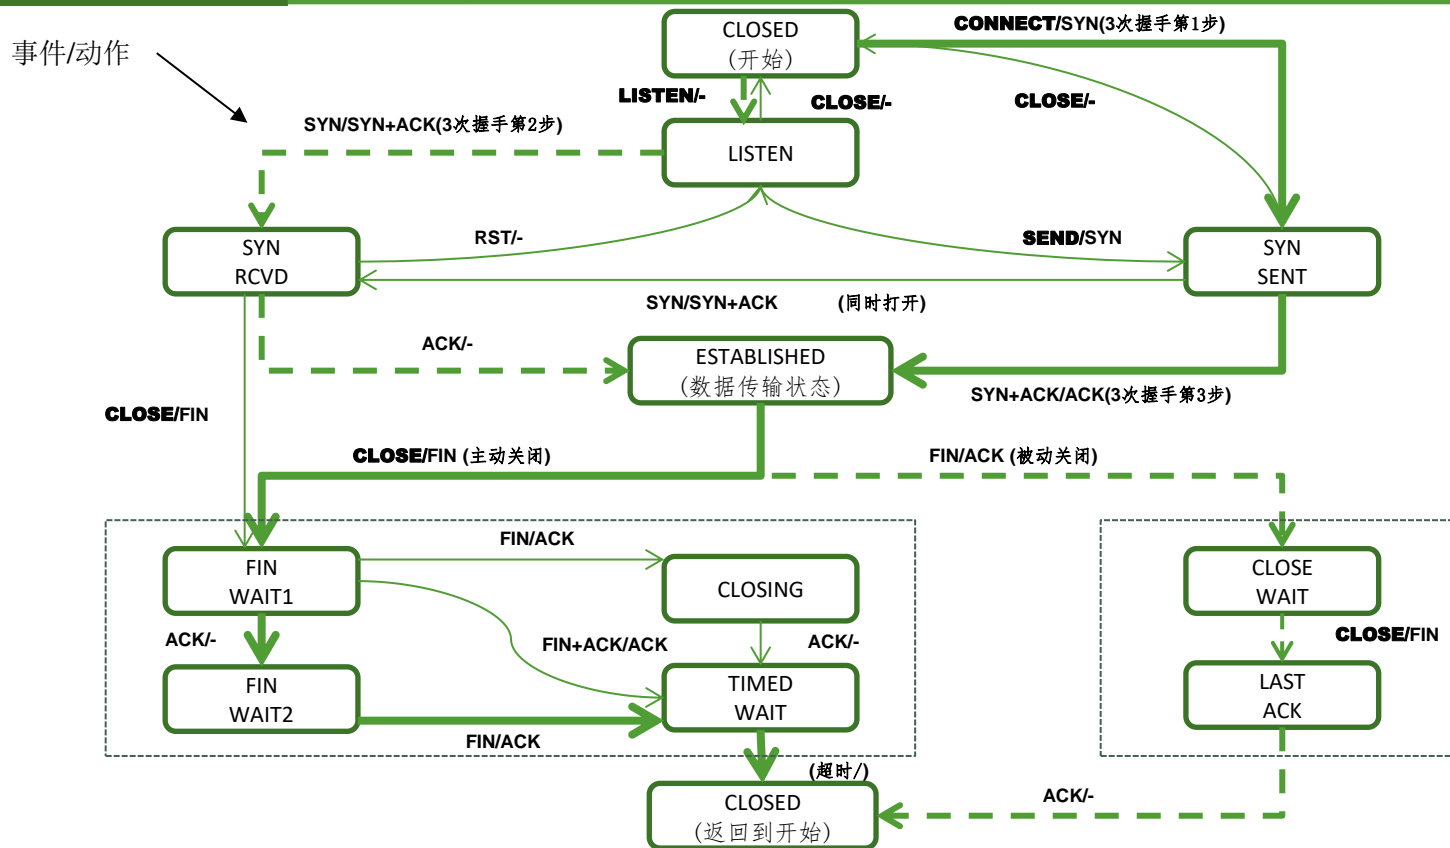 CLOSED
(开始)
CONNECT/SYN(3次握手第1步)
事件/动作
LISTEN/-
CLOSE/-
CLOSE/-
SYN/SYN+ACK(3次握手第2步)
LISTEN
SYN
RCVD
RST/-
SEND/SYN
SYN
SENT
SYN/SYN+ACK (同时打开)
ACK/-
ESTABLISHED
(数据传输状态)
SYN+ACK/ACK(3次握手第3步)
CLOSE/FIN
CLOSE/FIN (主动关闭)
FIN/ACK (被动关闭)
FIN
WAIT1
FIN/ACK
CLOSING
CLOSE
WAIT
ACK/-
FIN+ACK/ACK
ACK/-
CLOSE/FIN
FIN
WAIT2
TIMED
WAIT
LAST
ACK
FIN/ACK
(超时/)
CLOSED
(返回到开始)
ACK/-